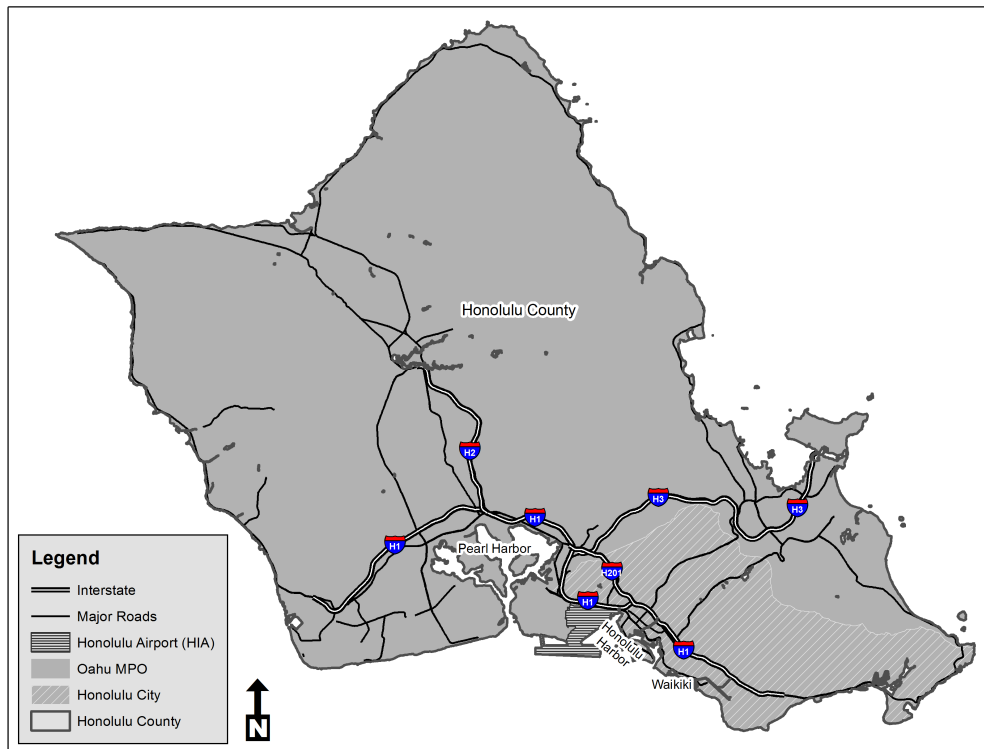 Honolulu County
H2
H3
H3
H1
H1
Pearl Harbor
H201
H1
Honolulu
Harbor
H1
Waikiki
Legend
Interstate
Major Roads
Honolulu Airport (HIA)
Oahu MPO
Honolulu City
Honolulu County
N